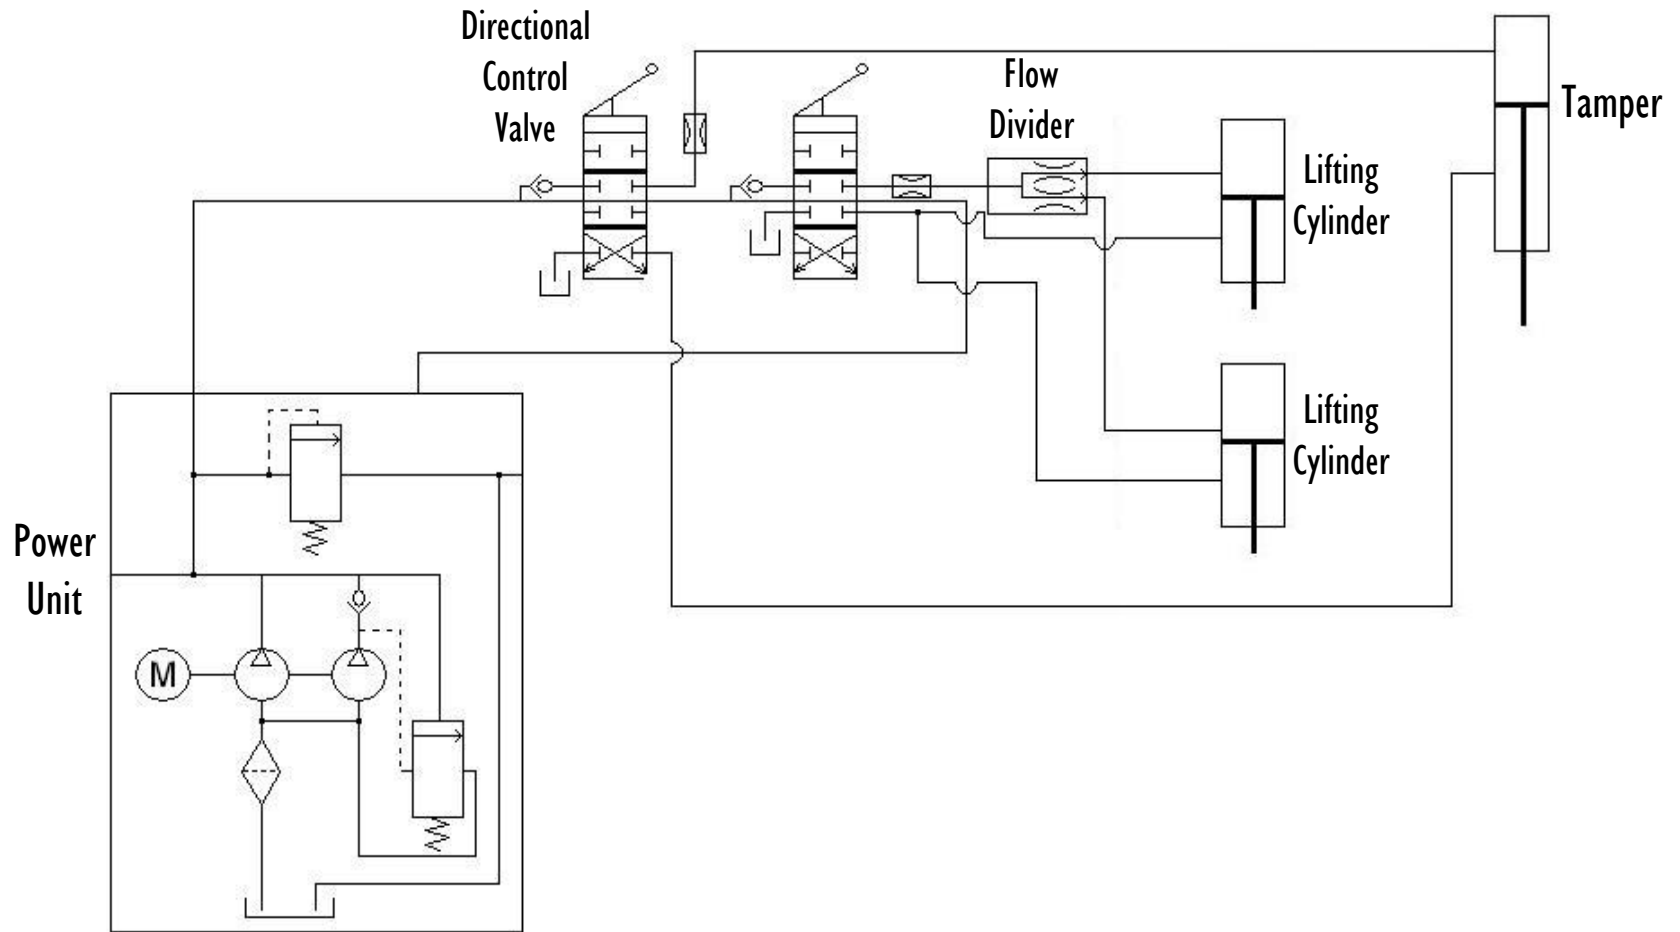 Directional
Control
Valve
Flow
Divider
Tamper
Lifting
Cylinder
Lifting
Cylinder
Power
Unit
M